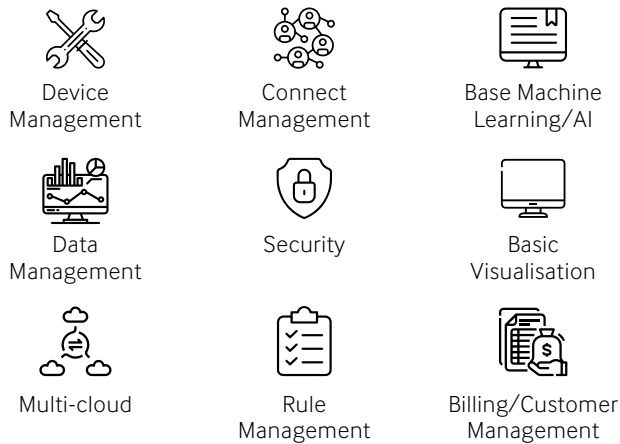 Device
Management
Connect
Management
Base Machine
Learning/AI
Data
Management
Security
Basic
Visualisation
Multi-cloud
Rule
Management
$
Billing/Customer
Management